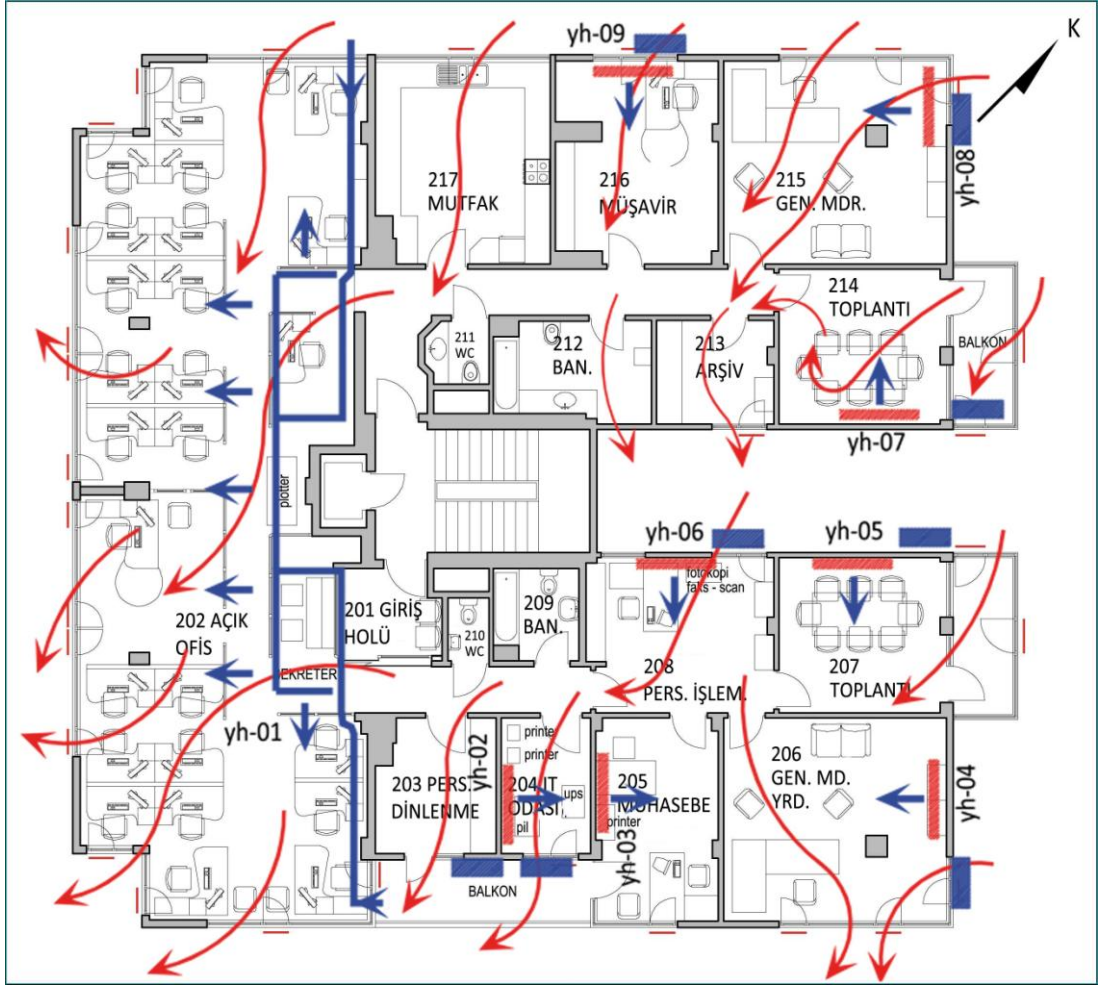 yh-09
K
217
MUTFAK
216
MÜŞAVİR
215
GEN. MDR.
yh-08
214
TOPLANTI
BALKON
211
WC
212
BAN.
213
ARŞİV
yh-07
plotter
yh-06
yh-05
fotokopi
faks - scan
202 AÇIK
OFİS
201 GİRİŞ
HOLÜ
210
WC
209
BAN.
208
PERS. İŞLEM.
207
TOPLANTI
EKRETER
yh-01
203 PERS.
DİNLENME
yh-02
printer
printer
204 IT
ODASI
ups
pil
205
MUHASEBE
printer
yh-03
206
GEN. MD.
YRD.
yh-04
BALKON